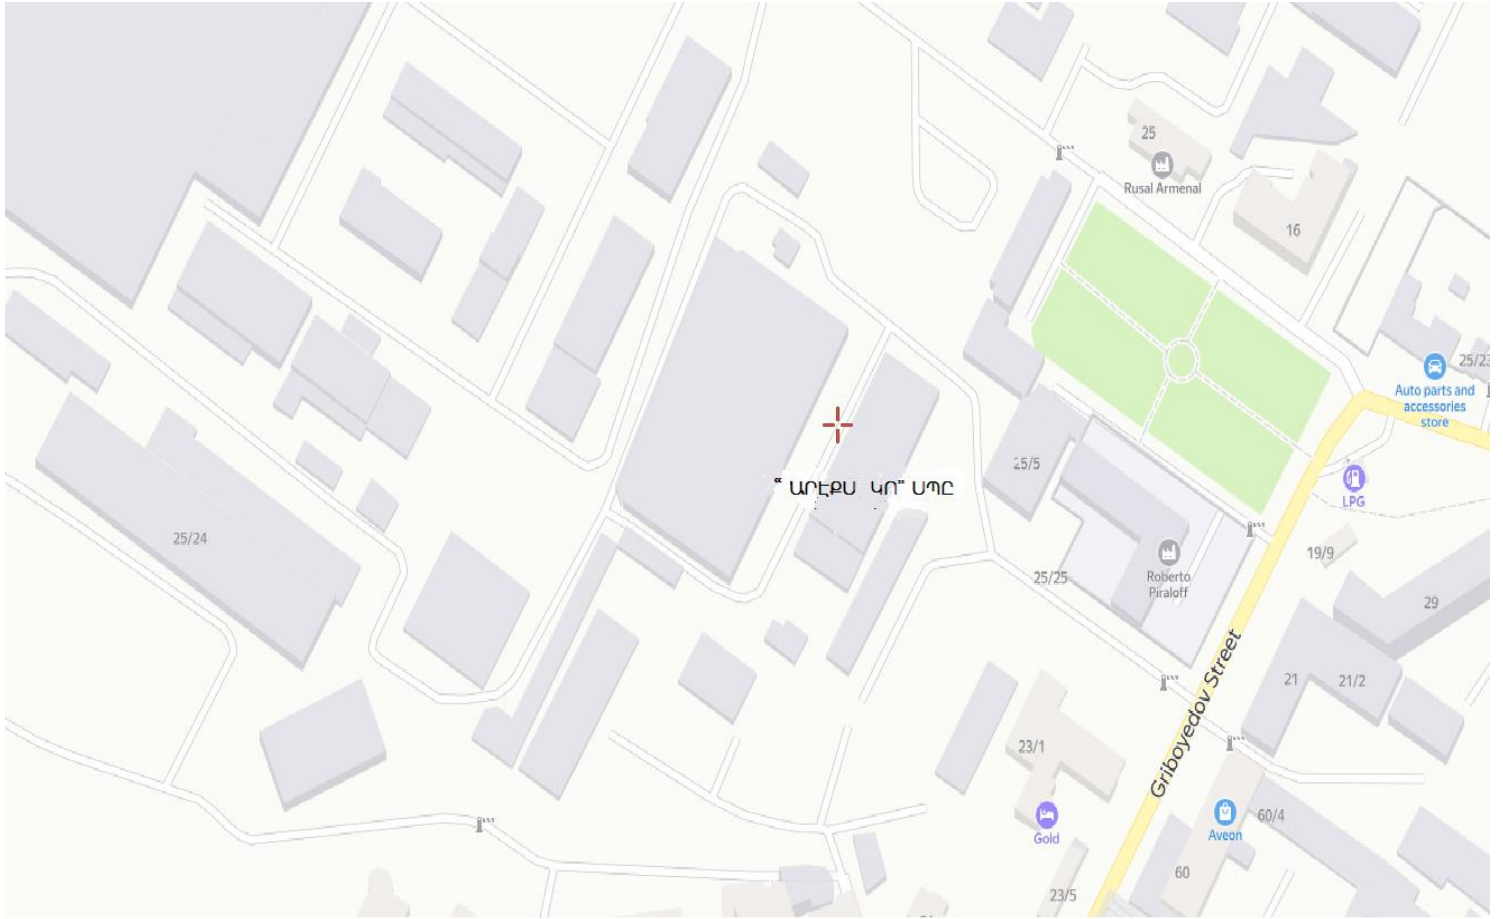 25
Rusal Armenal
16
25/23
Auto parts and
accessories
store
25/5
LPG
“ ԱՐԷՔՍ ԿՈ” ՍՊԸ
25/24
19/9
25/25
Roberto
Piraloff
29
21
21/2
Griboyedov Street
23/1
Gold
60/4
Aveon
60
23/5